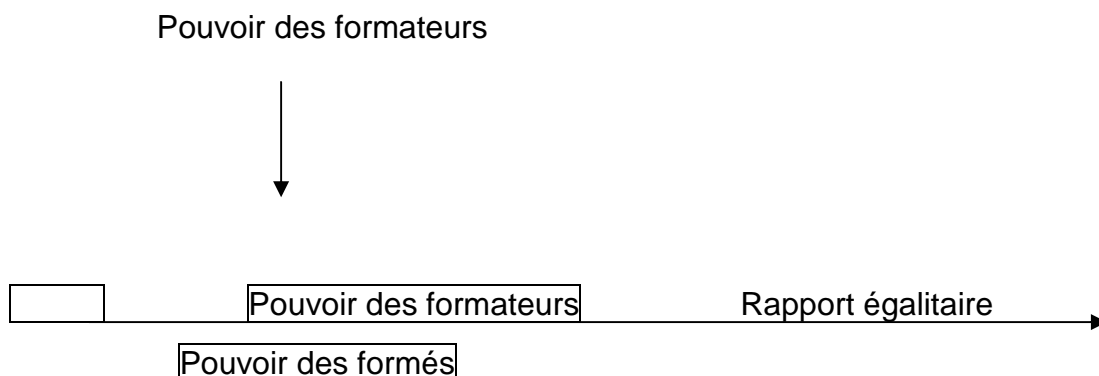 Pouvoir des formateurs
Pouvoir des formateurs Rapport égalitaire
Pouvoir des formés